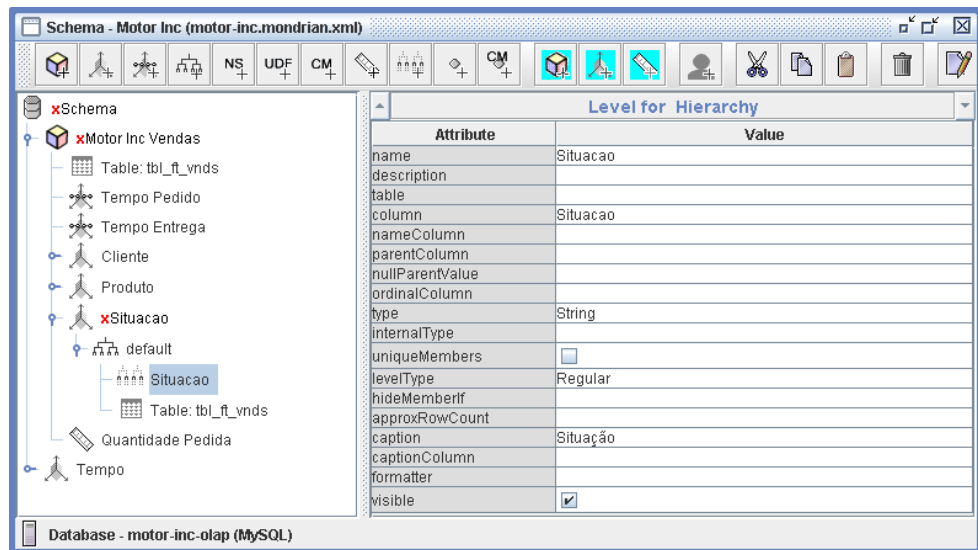 Schema - Motor Inc (motor-inc.mondrian.xml)
NS UDF CM CM
xSchema
xMotor Inc Vendas
Table: tbl_ft_vnds
Tempo Pedido
Tempo Entrega
Cliente
Produto
xSituacao
default
Situacao
Table: tbl_ft_vnds
Quantidade Pedida
Tempo
Level for Hierarchy
Attribute Value
name Situacao
description
table
column Situacao
nameColumn
parentColumn
nullParentValue
ordinalColumn
type String
internalType
uniqueMembers
levelType Regular
hideMemberIf
approxRowCount
caption Situação
captionColumn
formatter
visible
Database - motor-inc-olap (MySQL)